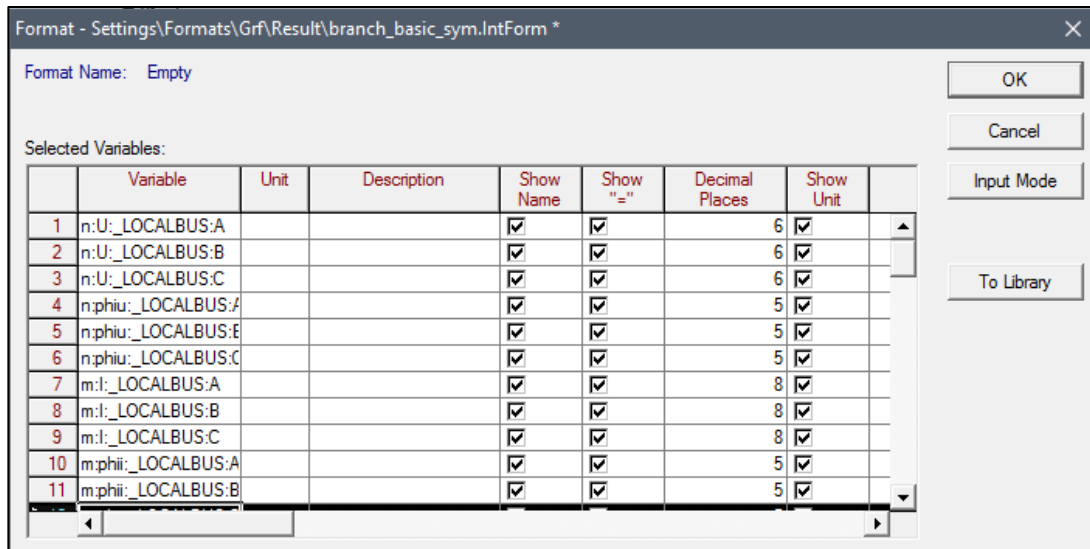 Format - Settings\Formats\Grf\Result\branch_basic_sym.IntForm *
Format Name: Empty
OK
Cancel
Selected Variables:
Input Mode
Variable Unit Description Show Name Show "=" Decimal Places Show Unit
1 n:U:_LOCALBUS:A 6
2 n:U:_LOCALBUS:B 6
3 n:U:_LOCALBUS:C 6
To Library
4 n:phiu:_LOCALBUS:A 5
5 n:phiu:_LOCALBUS:B 5
6 n:phiu:_LOCALBUS:C 5
7 m:I:_LOCALBUS:A 8
8 m:I:_LOCALBUS:B 8
9 m:I:_LOCALBUS:C 8
10 m:phii:_LOCALBUS:A 5
11 m:phii:_LOCALBUS:B 5